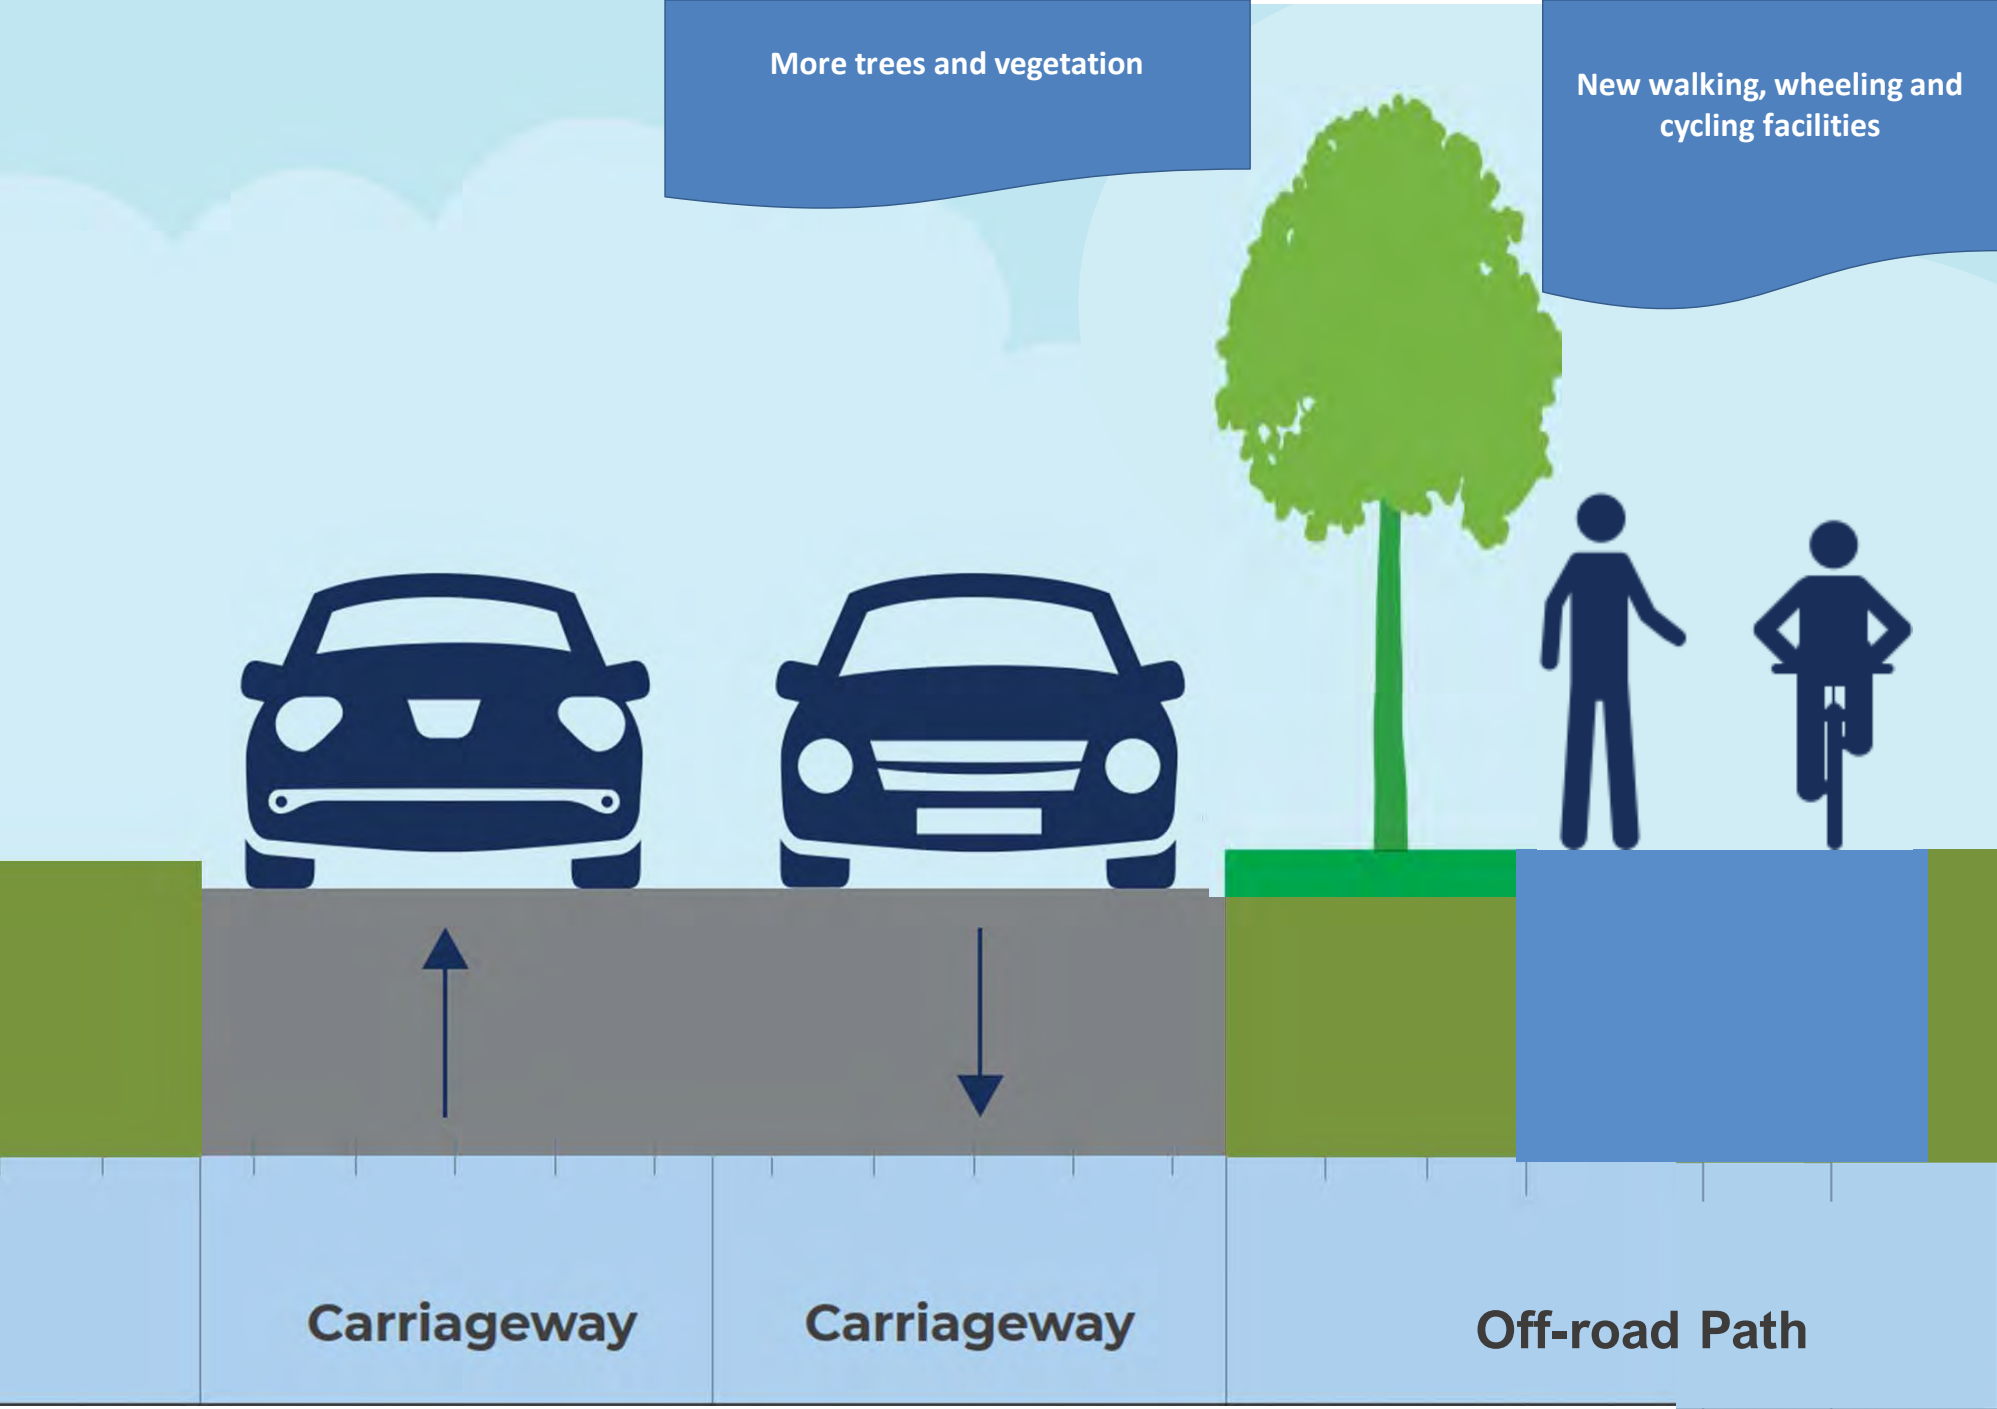 More trees and vegetation
New walking, wheeling and
cycling facilities
Carriageway
Carriageway
Off-road Path